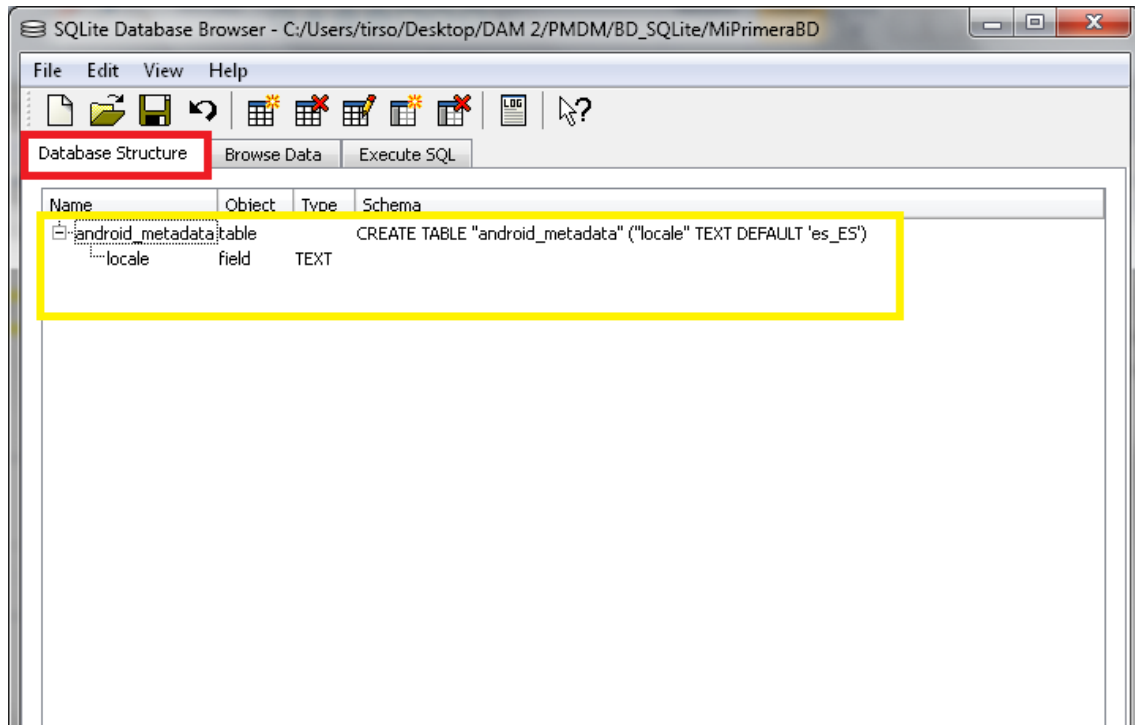 SQLite Database Browser - C:/Users/tirso/Desktop/DAM 2/PMDM/BD_SQLite/MiPrimeraBD
File Edit View Help
LOG ?
Database Structure Browse Data Execute SQL
Name Object Type Schema
android_metadata table CREATE TABLE "android_metadata" ("locale" TEXT DEFAULT 'es_ES')
locale field TEXT